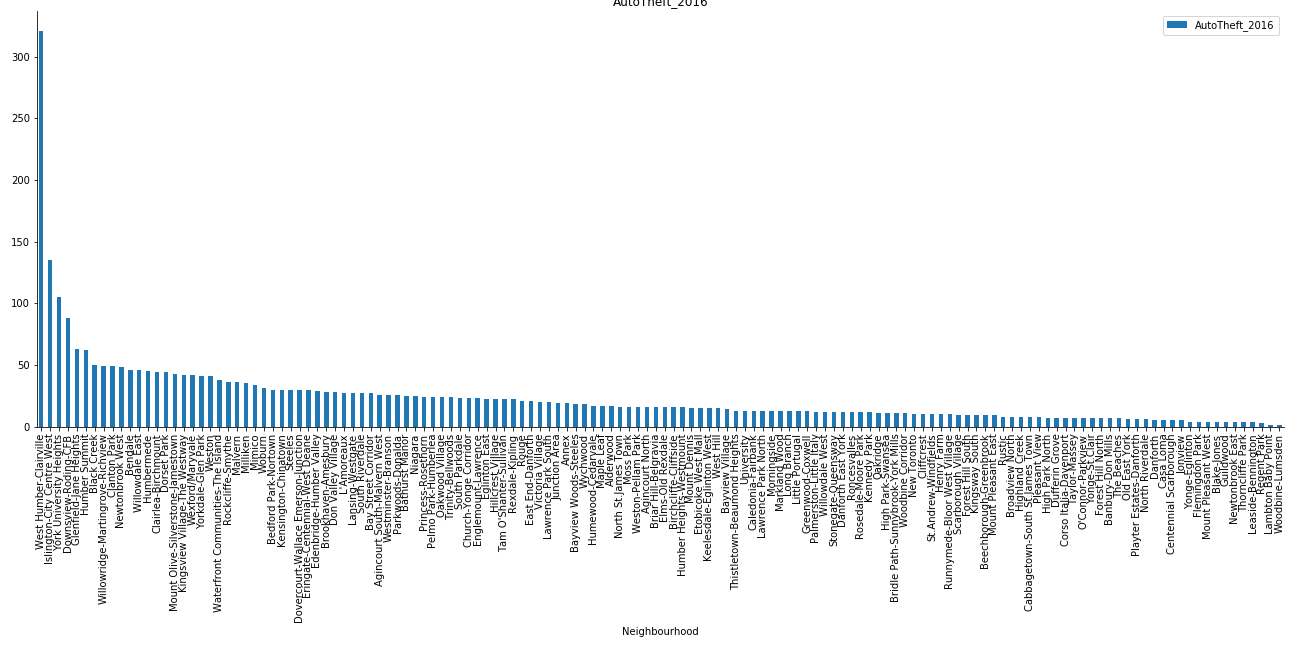 AutoTheft_2016
AutoTheft_2016
300
250
200
150
100
50
0
West Humber-Clairville
Islington-City Centre West
York University Heights
Downsview-Roding-CFB
Glenfield-Jane Heights
Humber Summit
Black Creek
Willowridge-Martingrove-Richview
Clanton Park
Newtonbrook West
Bendale
Willowdale East
Humbermede
Clairlea-Birchmount
Dorset Park
Mount Olive-Silverstone-Jamestown
Kingsview Village-The Westway
Wexford/Maryvale
Yorkdale-Glen Park
Weston
Waterfront Communities-The Island
Rockcliffe-Smythe
Malvern
Milliken
Mimico
Woburn
Bedford Park-Nortown
Kensington-Chinatown
Steeles
Dovercourt-Wallace Emerson-Junction
Eringate-Centennial-West Deane
Edenbridge-Humber Valley
Brookhaven-Amesbury
Don Valley Village
L'Amoreaux
Lansing-Westgate
South Riverdale
Bay Street Corridor
Agincourt South-Malvern West
Westminster-Branson
Parkwoods-Donalda
Bathurst Manor
Niagara
Princess-Rosethorn
Pelmo Park-Humberlea
Oakwood Village
Trinity-Bellwoods
South Parkdale
Church-Yonge Corridor
Englemount-Lawrence
Eglinton East
Hillcrest Village
Tam O'Shanter-Sullivan
Rexdale-Kipling
Rouge
East End-Danforth
Victoria Village
Lawrence Park South
Junction Area
Annex
Bayview Woods-Steeles
Wychwood
Humewood-Cedarvale
Maple Leaf
Alderwood
North St.James Town
Moss Park
Weston-Pellam Park
Agincourt North
Briar Hill-Belgravia
Elms-Old Rexdale
Birchcliffe-Cliffside
Humber Heights-Westmount
Mount Dennis
Etobicoke West Mall
Keelesdale-Eglinton West
West Hill
Bayview Village
Thistletown-Beaumond Heights
University
Caledonia-Fairbank
Lawrence Park North
Morningside
Markland Wood
Long Branch
Little Portugal
Greenwood-Coxwell
Palmerston-Little Italy
Willowdale West
Stonegate-Queensway
Danforth East York
Roncesvalles
Rosedale-Moore Park
Kennedy Park
Oakridge
High Park-Swansea
Bridle Path-Sunnybrook-York Mills
Woodbine Corridor
New Toronto
Cliffcrest
St.Andrew-Windfields
Henry Farm
Runnymede-Bloor West Village
Scarborough Village
Forest Hill South
Kingsway South
Beechborough-Greenbrook
Mount Pleasant East
Rustic
Broadview North
Highland Creek
Cabbagetown-South St.James Town
Pleasant View
High Park North
Dufferin Grove
Corso Italia-Davenport
Taylor-Massey
O'Connor-Parkview
Yonge-St.Clair
Forest Hill North
Banbury-Don Mills
The Beaches
Old East York
Playter Estates-Danforth
North Riverdale
Danforth
Casa Loma
Centennial Scarborough
Ionview
Yonge-Eglinton
Flemingdon Park
Mount Pleasant West
Blake-Jones
Guildwood
Newtonbrook East
Thorncliffe Park
Leaside-Bennington
Regent Park
Lambton Baby Point
Woodbine-Lumsden
Neighbourhood